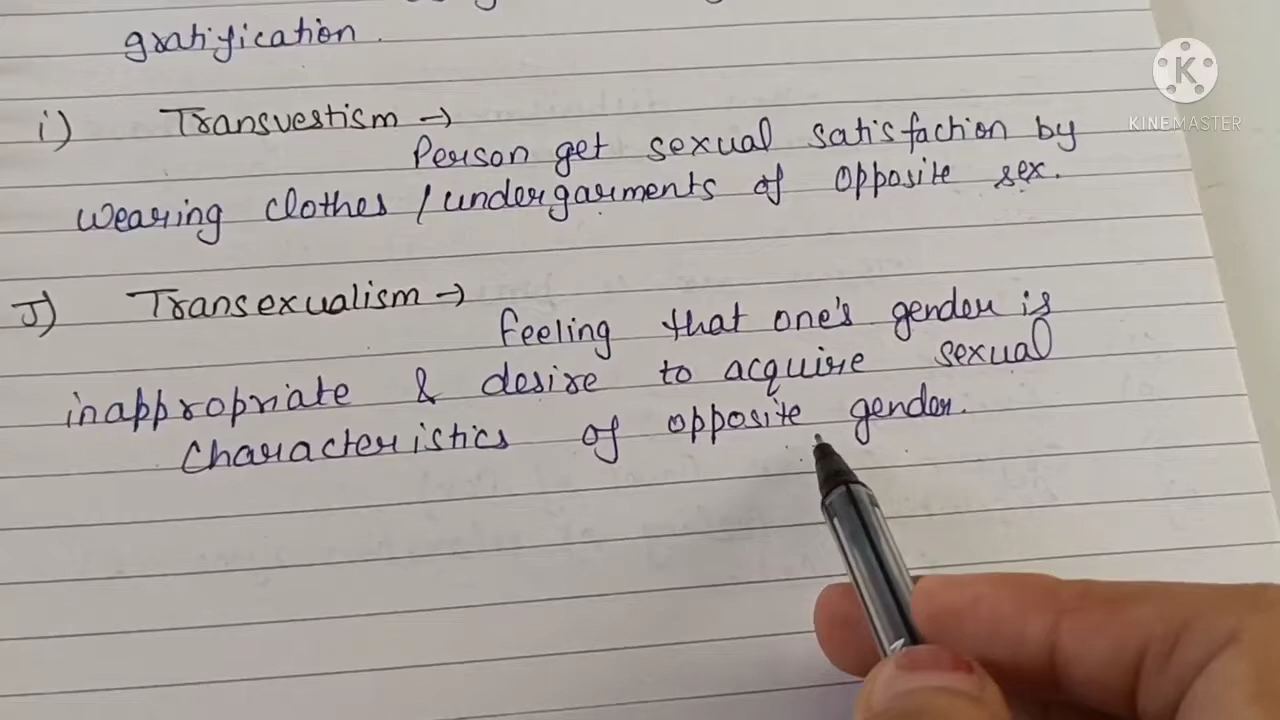 gratification.
i) Transvestism →
Person get sexual satisfaction by
wearing clothes / undergarments of opposite sex.
J) Transexualism →
feeling that one's gender is
inappropriate & desire to acquire sexual
characteristics of opposite gender.
K
KINEMASTER